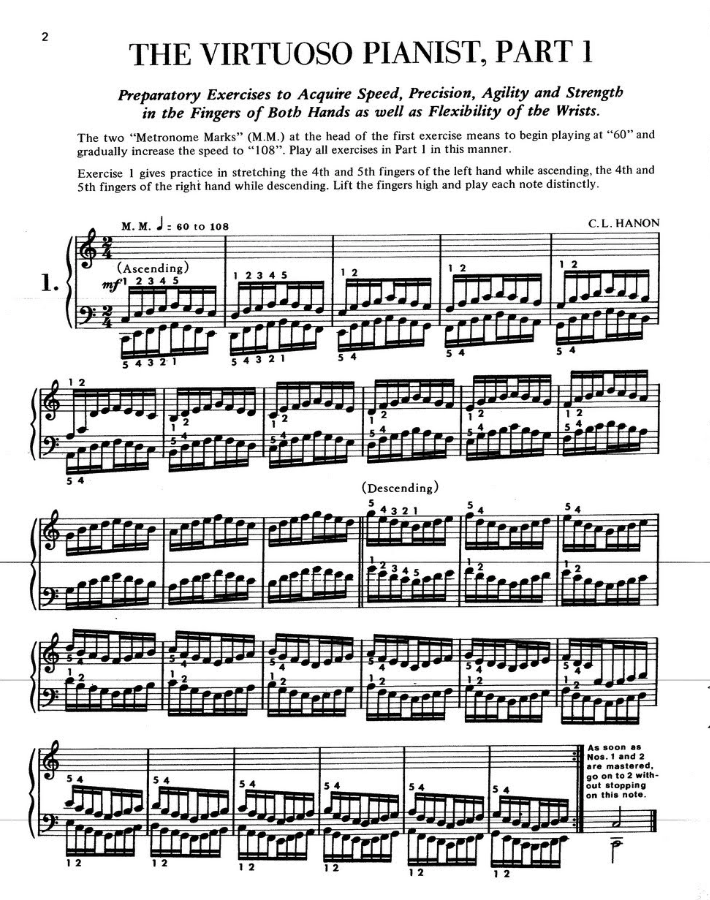 2
THE VIRTUOSO PIANIST, PART 1
Preparatory Exercises to Acquire Speed, Precision, Agility and Strength
in the Fingers of Both Hands as well as Flexibility of the Wrists.
The two “Metronome Marks” (M.M.) at the head of the first exercise means to begin playing at “60” and
gradually increase the speed to “108”. Play all exercises in Part 1 in this manner.
Exercise 1 gives practice in stretching the 4th and 5th fingers of the left hand while ascending, the 4th and
5th fingers of the right hand while descending. Lift the fingers high and play each note distinctly.
M. M. ♩ = 60 to 108
C. L. HANON
1.
(Ascending)
mf 1 2 3 4 5 1 2 3 4 5 1 2 1 2 1 2
5 4 3 2 1 5 4 3 2 1 5 4 5 4 5 4
1 2
1 2 1 2 1 2 1 2 1 2
5 4 5 4 5 4 5 4 5 4
5 4
(Descending)
5 4 3 2 1 5 4 5 4
1 2 3 4 5 1 2 1 2
5 4 5 4 5 4 5 4 5 4 5 4
1 2 1 2 1 2 1 2 1 2 1 2
As soon as
Nos. 1 and 2
are mastered,
go on to 2 with-
out stopping
on this note.
5 4 5 4 5 4 5 4 5 4 5 4
1 2 1 2 1 2 1 2 1 2 1 2